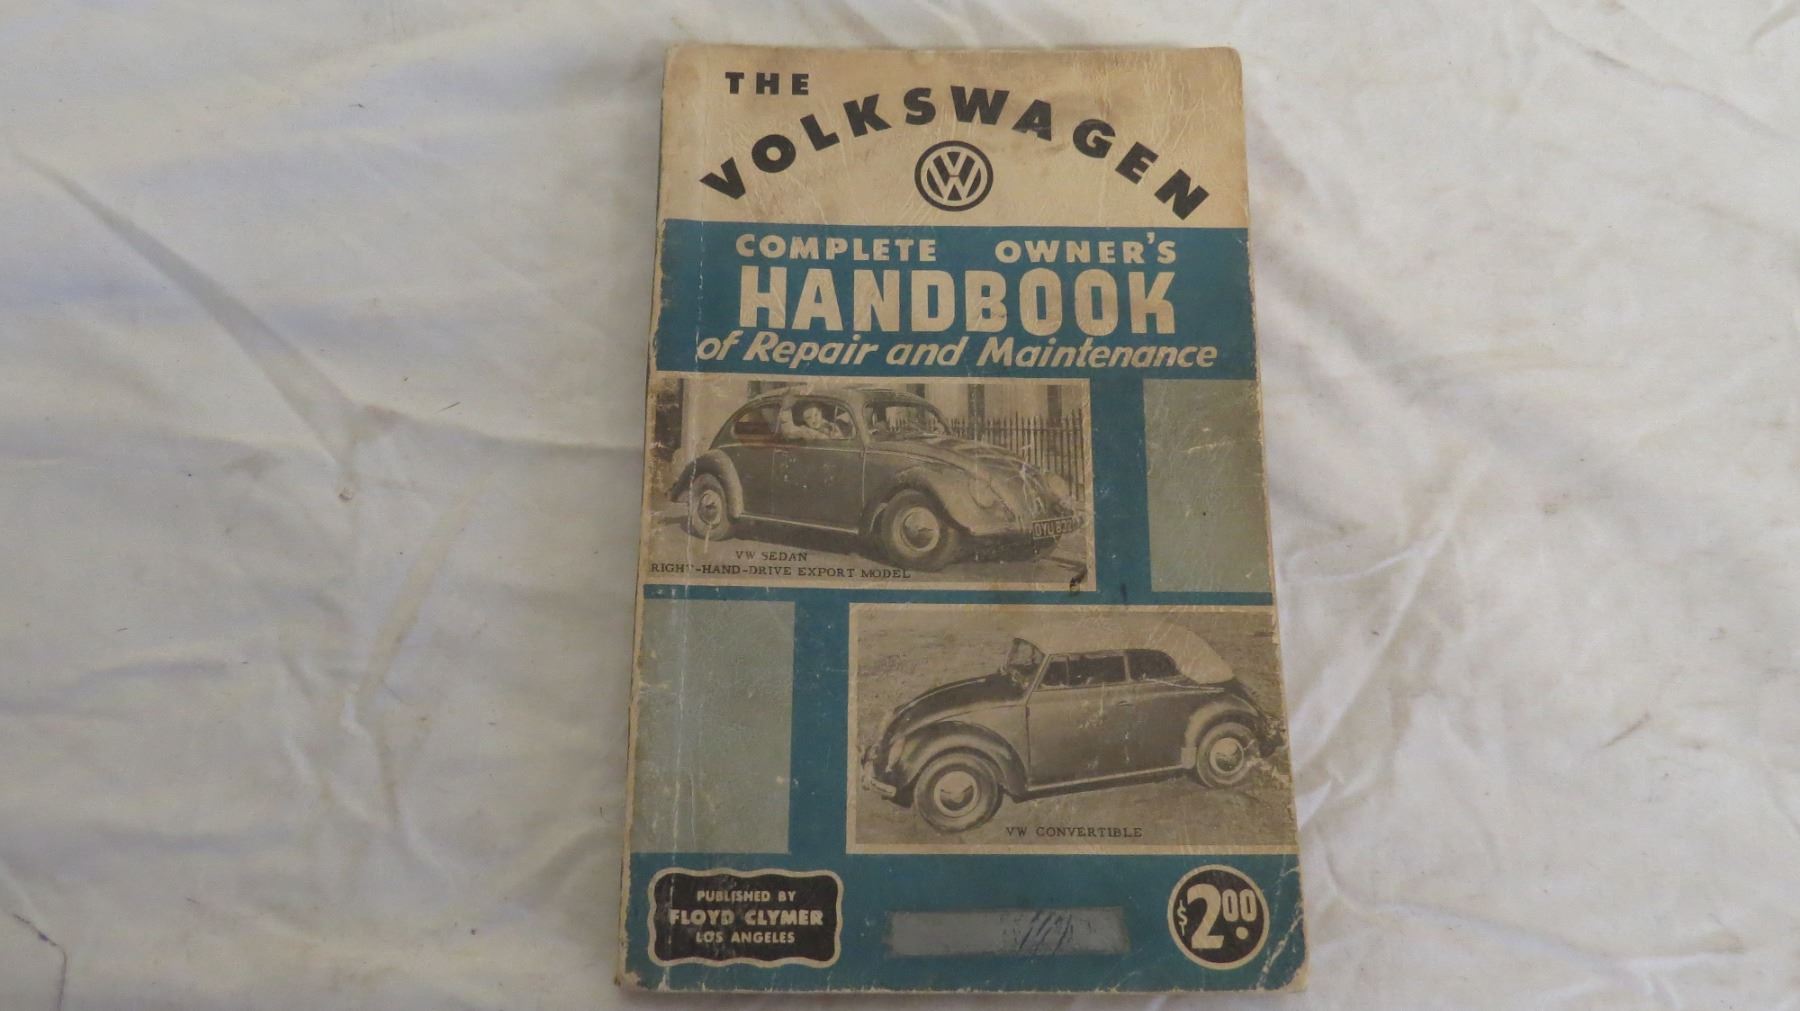 THE
VOLKSWAGEN
VW
COMPLETE OWNER'S
HANDBOOK
of Repair and Maintenance
VW SEDAN
RIGHT-HAND-DRIVE EXPORT MODEL
VW CONVERTIBLE
PUBLISHED BY
FLOYD CLYMER
LOS ANGELES
$2.00